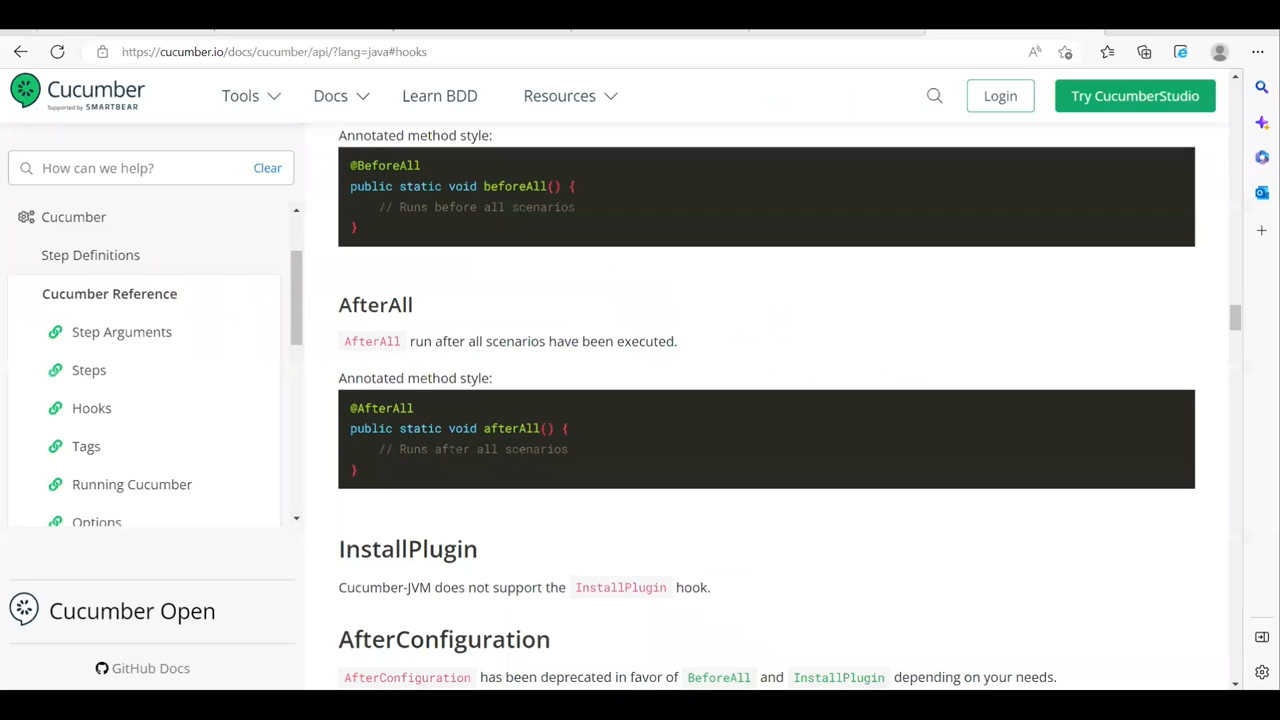 https://cucumber.io/docs/cucumber/api/?lang=java#hooks
Cucumber
Supported by SMARTBEAR
Tools
Docs
Learn BDD
Resources
Login
Try CucumberStudio
How can we help?
Clear
Cucumber
Step Definitions
Cucumber Reference
Step Arguments
Steps
Hooks
Tags
Running Cucumber
Options
Cucumber Open
GitHub Docs
Annotated method style:
@BeforeAll
public static void beforeAll() {
// Runs before all scenarios
}
AfterAll
AfterAll run after all scenarios have been executed.
Annotated method style:
@AfterAll
public static void afterAll() {
// Runs after all scenarios
}
InstallPlugin
Cucumber-JVM does not support the InstallPlugin hook.
AfterConfiguration
AfterConfiguration has been deprecated in favor of BeforeAll and InstallPlugin depending on your needs.